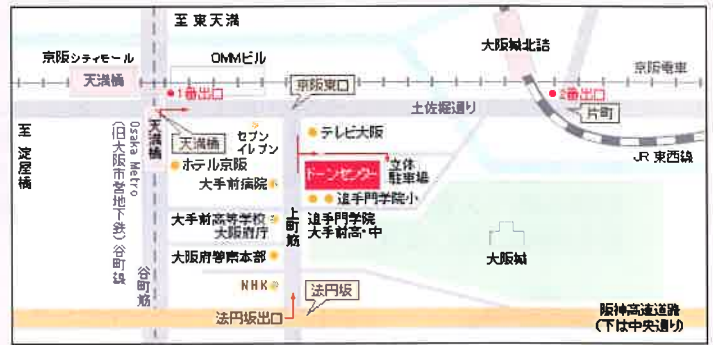 至 東天満
京阪シティモール
OMMビル
大阪城北詰
天満橋
京阪東口
京阪電車
1番出口
2番出口
土佐堀通り
片町
至 淀屋橋
Osaka Metro
(旧大阪市営地下鉄)谷町線
天満橋
天満橋
セブン
イレブン
テレビ大阪
JR 東西線
ホテル京阪
ドーンセンター
立体
駐車場
大手前病院
追手門学院小
大手前高等学校
大阪府庁
上町筋
追手門学院
大手前高・中
大阪府警察本部
大阪城
谷町筋
NHK
法円坂
法円坂出口
阪神高速道路
(下は中央通り)